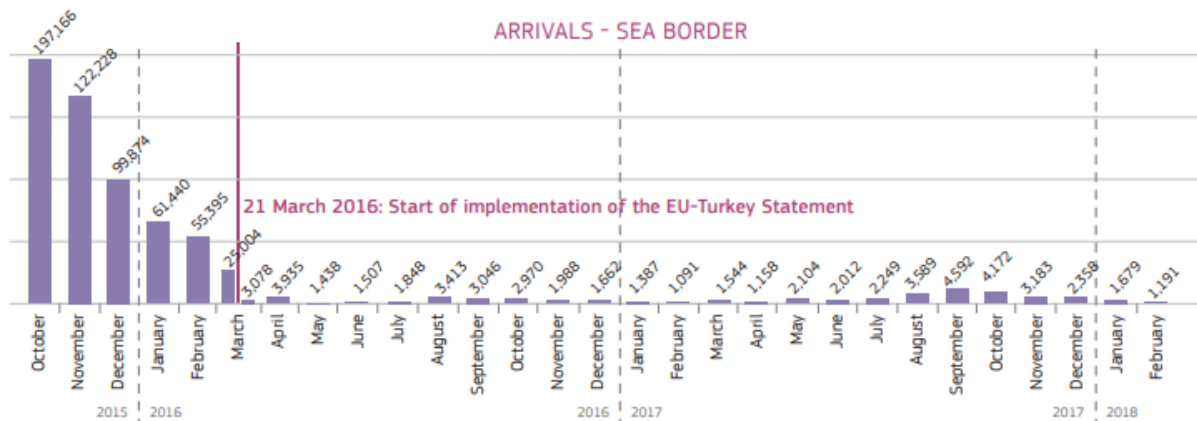 ARRIVALS - SEA BORDER
197,166
122,228
99,874
61,440
55,395
25,004
3,078
3,935
1,438
1,507
1,848
3,413
3,046
2,970
1,988
1,662
1,387
1,091
1,544
1,158
2,104
2,012
2,249
3,589
4,592
4,172
3,183
2,358
1,679
1,191
21 March 2016: Start of implementation of the EU-Turkey Statement
October
November
December
January
February
March
April
May
June
July
August
September
October
November
December
January
February
March
April
May
June
July
August
September
October
November
December
January
February
2015
2016
2016
2017
2017
2018